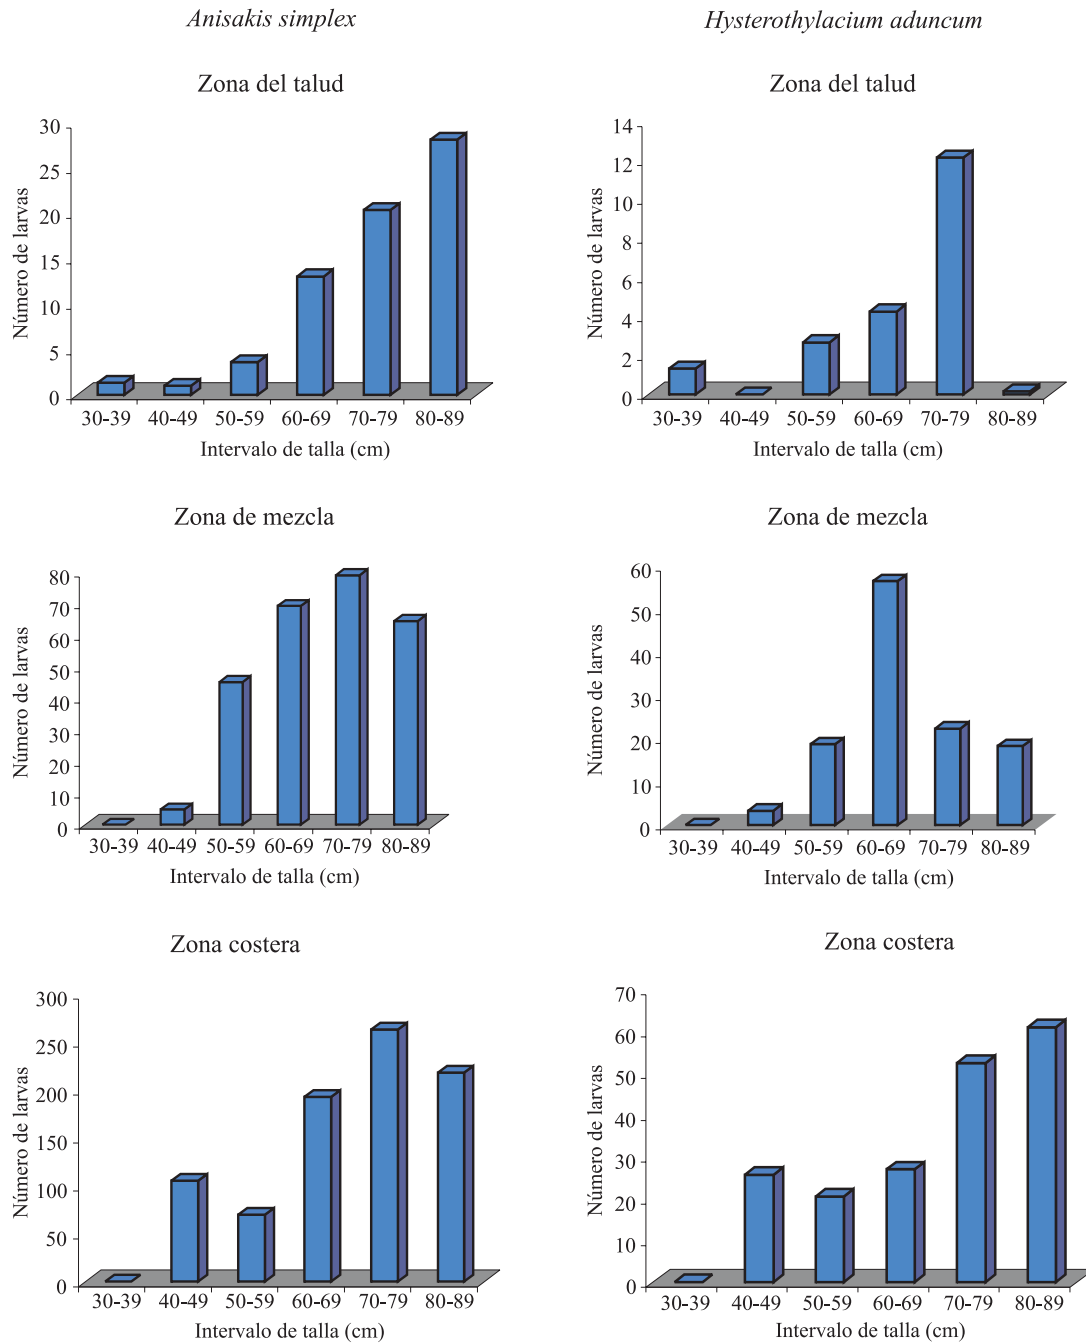 Anisakis simplex
Hysterothylacium aduncum
Zona del talud
Número de larvas
30
25
20
15
10
5
0
30-39 40-49 50-59 60-69 70-79 80-89
Intervalo de talla (cm)
Zona del talud
Número de larvas
14
12
10
8
6
4
2
0
30-39 40-49 50-59 60-69 70-79 80-89
Intervalo de talla (cm)
Zona de mezcla
Número de larvas
80
70
60
50
40
30
20
10
0
30-39 40-49 50-59 60-69 70-79 80-89
Intervalo de talla (cm)
Zona de mezcla
Número de larvas
60
50
40
30
20
10
0
30-39 40-49 50-59 60-69 70-79 80-89
Intervalo de talla (cm)
Zona costera
Número de larvas
300
250
200
150
100
50
0
30-39 40-49 50-59 60-69 70-79 80-89
Intervalo de talla (cm)
Zona costera
Número de larvas
70
60
50
40
30
20
10
0
30-39 40-49 50-59 60-69 70-79 80-89
Intervalo de talla (cm)